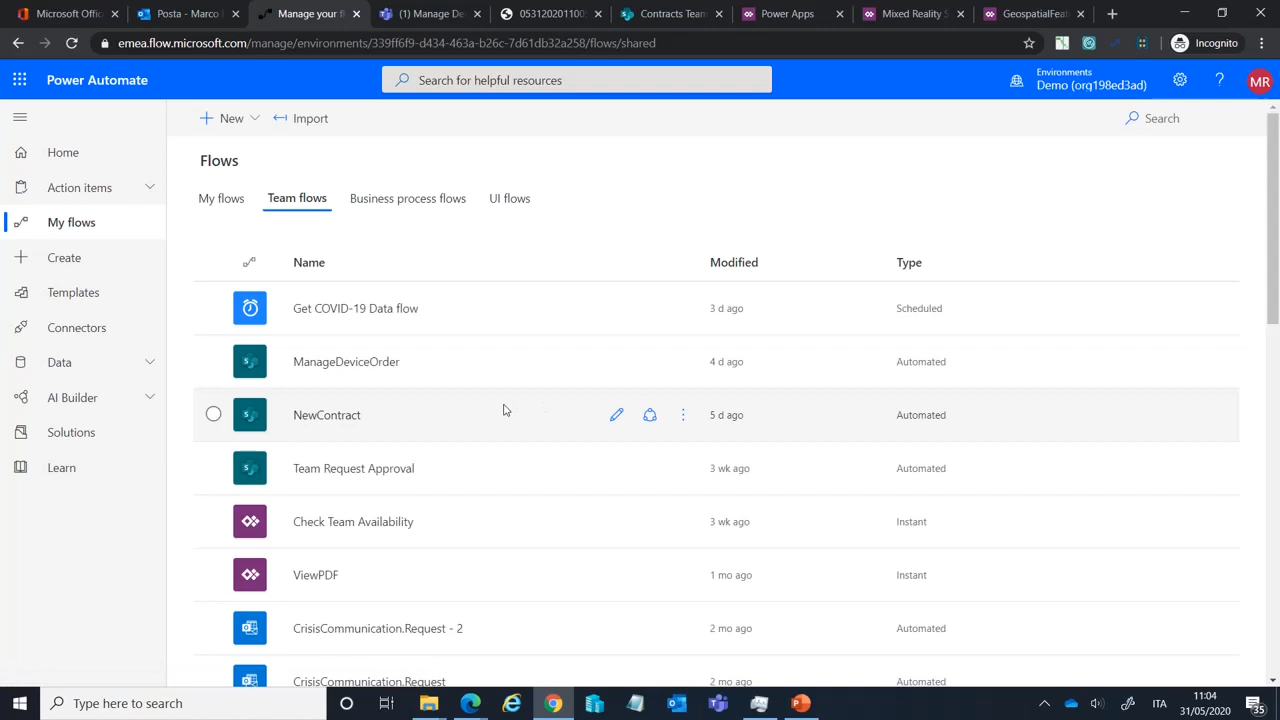 Microsoft Offic
Posta - Marco
Manage your f
(1) Manage De
053120201100
Contracts Team
Power Apps
Mixed Reality S
GeospatialFeat
emea.flow.microsoft.com/manage/environments/339ff6f9-d434-463a-b26c-7d61db32a258/flows/shared
Incognito
Power Automate
Search for helpful resources
Environments
Demo (org198ed3ad)
MR
New
Import
Search
Home
Action items
My flows
Create
Templates
Connectors
Data
AI Builder
Solutions
Learn
Flows
My flows
Team flows
Business process flows
UI flows
Name
Modified
Type
Get COVID-19 Data flow
3 d ago
Scheduled
ManageDeviceOrder
4 d ago
Automated
NewContract
5 d ago
Automated
Team Request Approval
3 wk ago
Automated
Check Team Availability
3 wk ago
Instant
ViewPDF
1 mo ago
Instant
CrisisCommunication.Request - 2
2 mo ago
Automated
CrisisCommunication.Request
2 mo ago
Automated
Type here to search
ITA
11:04
31/05/2020
35